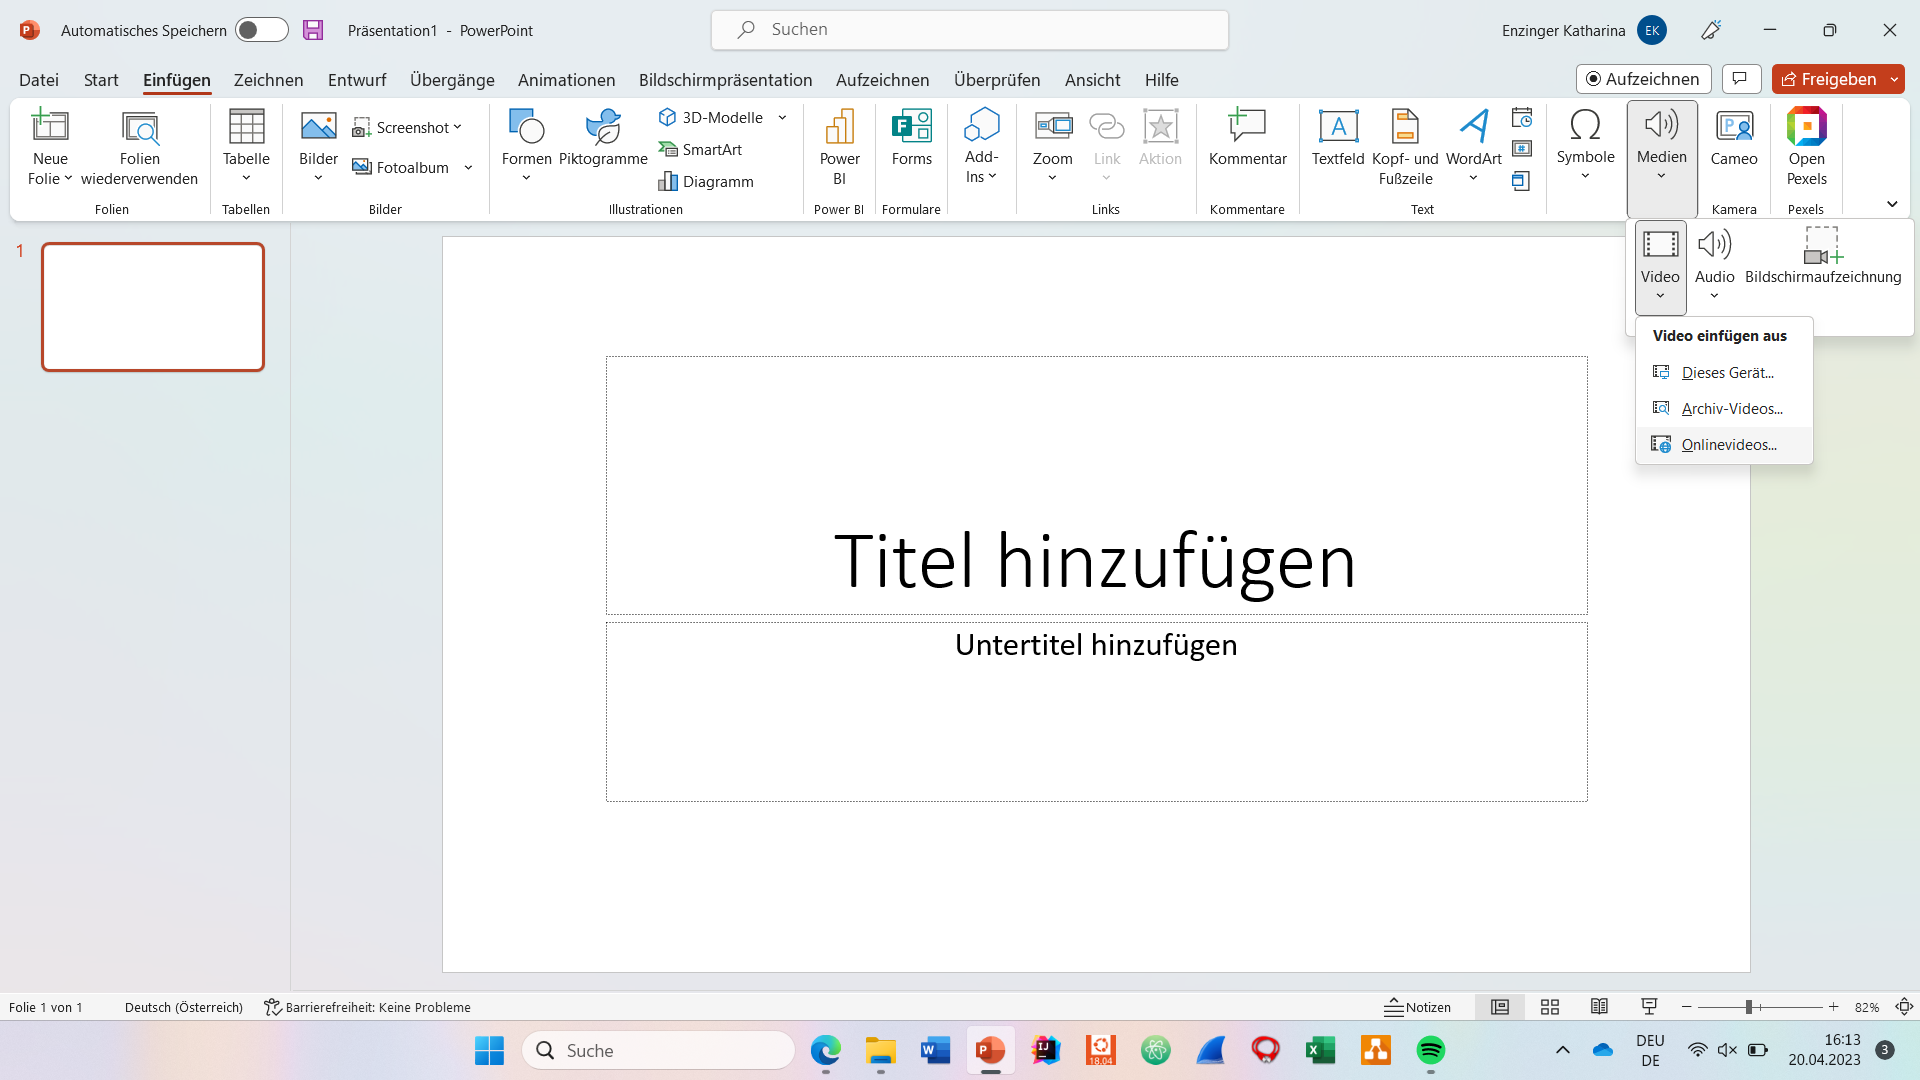 Automatisches Speichern
Präsentation1 - PowerPoint
Suchen
Enzinger Katharina
EK
Datei Start Einfügen Zeichnen Entwurf Übergänge Animationen Bildschirmpräsentation Aufzeichnen Überprüfen Ansicht Hilfe
Aufzeichnen
Freigeben
Neue
Folie
Folien
wiederverwenden
Folien
Tabelle
Tabellen
Bilder
Screenshot
Fotoalbum
Bilder
Formen
Piktogramme
3D-Modelle
SmartArt
Diagramm
Illustrationen
Power
BI
Power BI
Forms
Formulare
Add-
Ins
Zoom
Link
Aktion
Links
Kommentar
Kommentare
Textfeld
Kopf- und
Fußzeile
WordArt
Text
Symbole
Medien
Cameo
Kamera
Open
Pexels
Pexels
Video
Audio
Bildschirmaufzeichnung
Video einfügen aus
Dieses Gerät...
Archiv-Videos...
Onlinevideos...
1
Titel hinzufügen
Untertitel hinzufügen
Folie 1 von 1
Deutsch (Österreich)
Barrierefreiheit: Keine Probleme
Notizen
82%
Suche
18.04
DEU
DE
16:13
20.04.2023
3